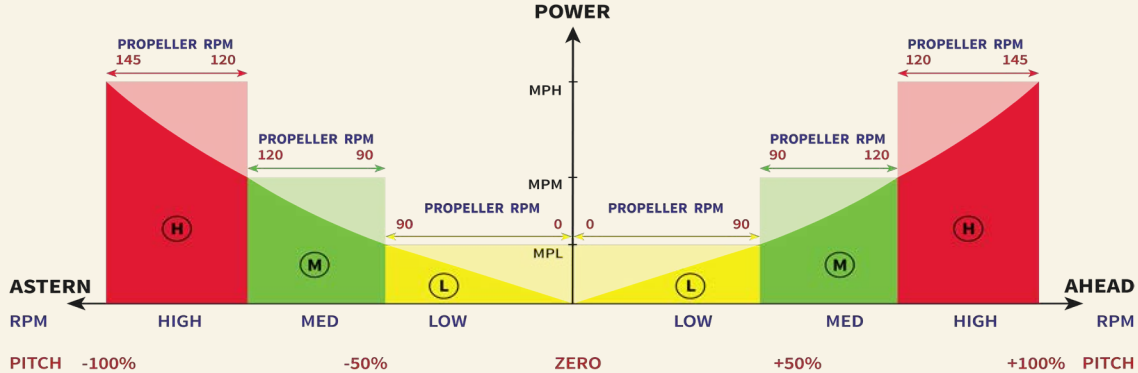 POWER
PROPELLER RPM
145 120
PROPELLER RPM
120 145
MPH
PROPELLER RPM
120 90
PROPELLER RPM
90 120
MPM
PROPELLER RPM
90 0
PROPELLER RPM
0 90
MPL
H
M
L
L
M
H
ASTERN
AHEAD
RPM HIGH MED LOW LOW MED HIGH RPM
PITCH -100% -50% ZERO +50% +100% PITCH